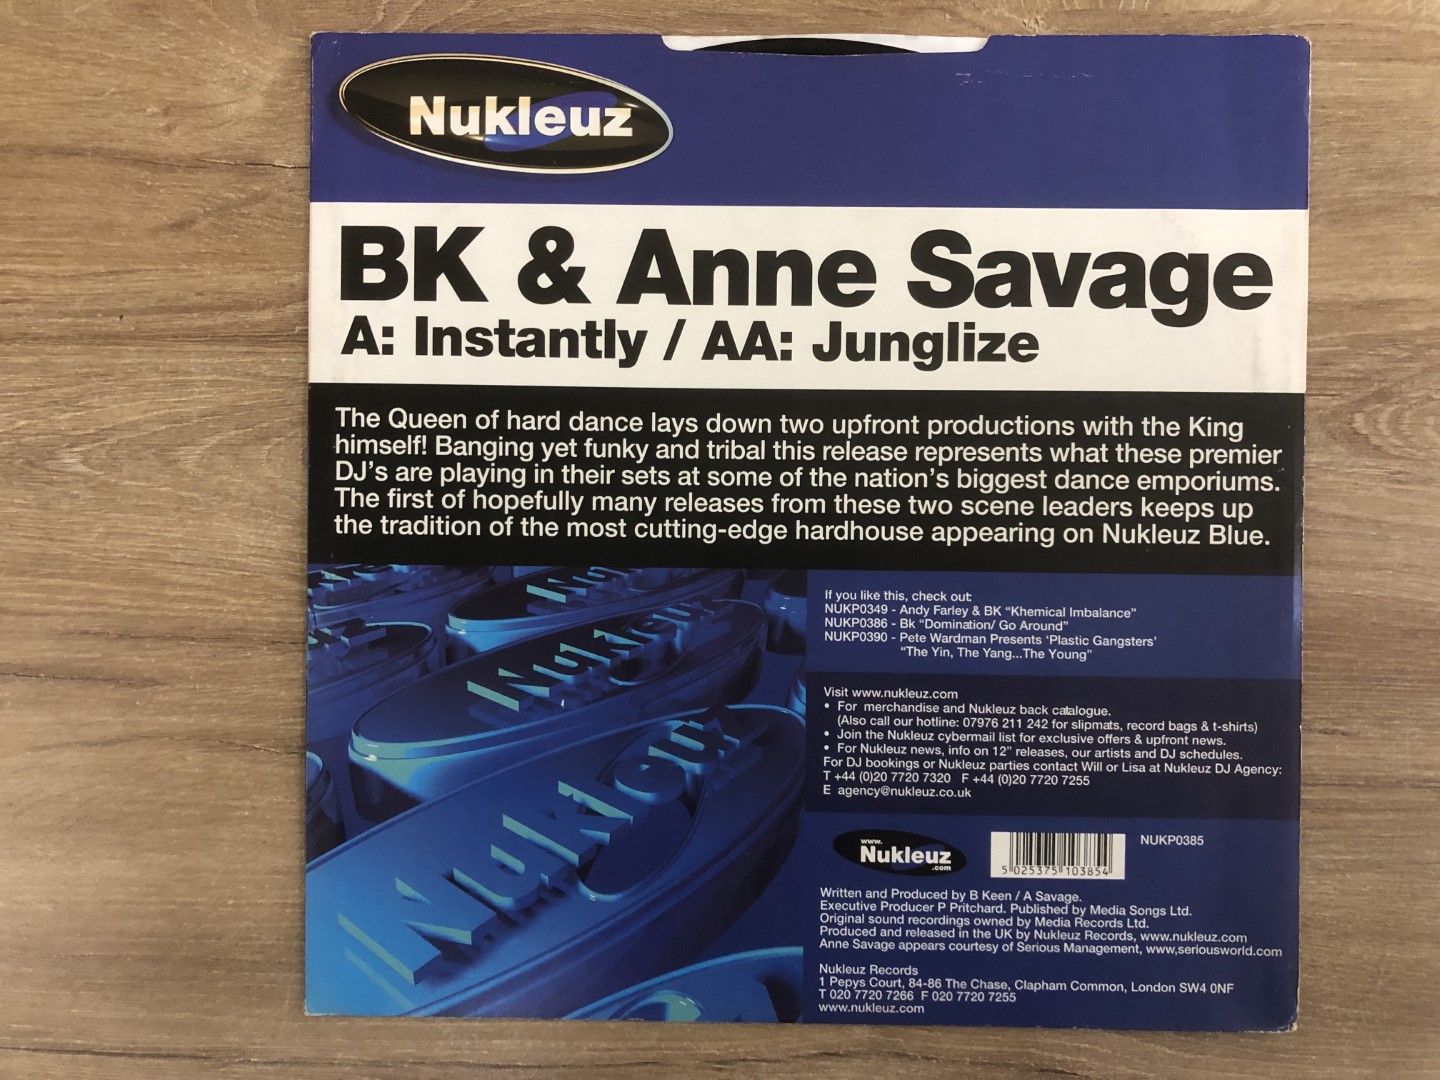 Nukleuz
BK & Anne Savage
A: Instantly / AA: Junglize
The Queen of hard dance lays down two upfront productions with the King
himself! Banging yet funky and tribal this release represents what these premier
DJ's are playing in their sets at some of the nation's biggest dance emporiums.
The first of hopefully many releases from these two scene leaders keeps up
the tradition of the most cutting-edge hardhouse appearing on Nukleuz Blue.
Nukleuz
Nukleuz
If you like this, check out:
NUKP0349 - Andy Farley & BK “Khemical Imbalance”
NUKP0386 - Bk “Domination/ Go Around”
NUKP0390 - Pete Wardman Presents ‘Plastic Gangsters’
“The Yin, The Yang...The Young”
Visit www.nukleuz.com
• For merchandise and Nukleuz back catalogue.
(Also call our hotline: 07976 211 242 for slipmats, record bags & t-shirts)
• Join the Nukleuz cybermail list for exclusive offers & upfront news.
• For Nukleuz news, info on 12” releases, our artists and DJ schedules.
For DJ bookings or Nukleuz parties contact Will or Lisa at Nukleuz DJ Agency:
T +44 (0)20 7720 7320 F +44 (0)20 7720 7255
E agency@nukleuz.co.uk
www.
Nukleuz
.com
NUKP0385
5 025375 103854
Written and Produced by B Keen / A Savage.
Executive Producer P Pritchard. Published by Media Songs Ltd.
Original sound recordings owned by Media Records Ltd.
Produced and released in the UK by Nukleuz Records, www.nukleuz.com
Anne Savage appears courtesy of Serious Management, www.seriousworld.com
Nukleuz Records
1 Pepys Court, 84-86 The Chase, Clapham Common, London SW4 0NF
T 020 7720 7266 F 020 7720 7255
www.nukleuz.com